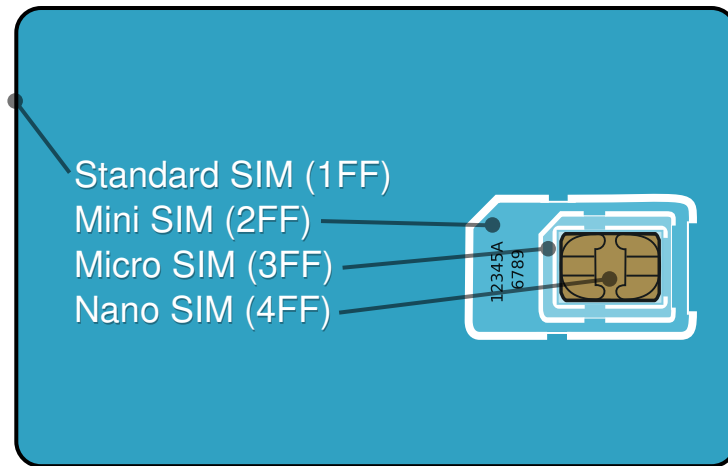 Standard SIM (1FF)
Mini SIM (2FF)
Micro SIM (3FF)
Nano SIM (4FF)
12345A
6789